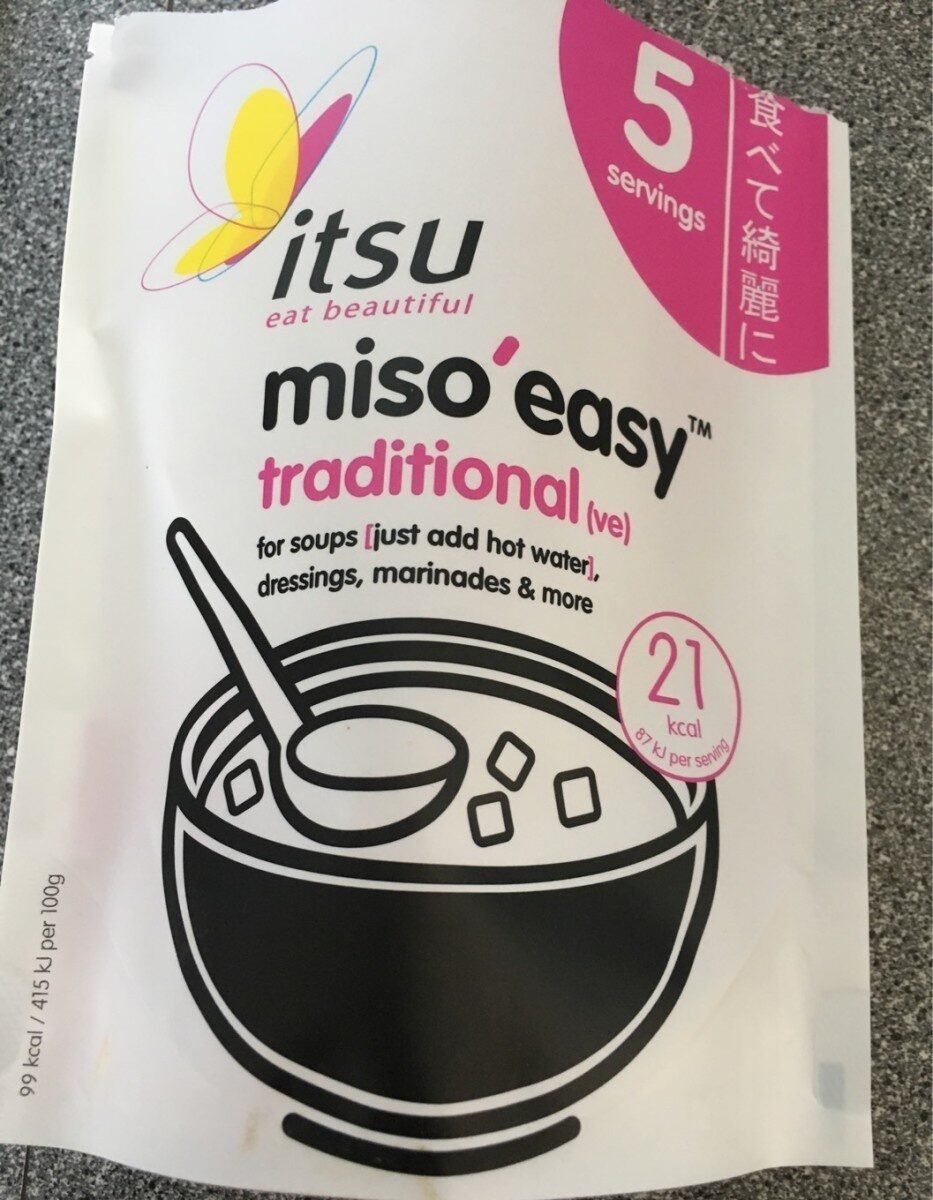 5
servings
食べて綺麗に
itsu
eat beautiful
miso'easy™
traditional (ve)
for soups [just add hot water],
dressings, marinades & more
21
kcal
87 kJ per serving
99 kcal / 415 kJ per 100g